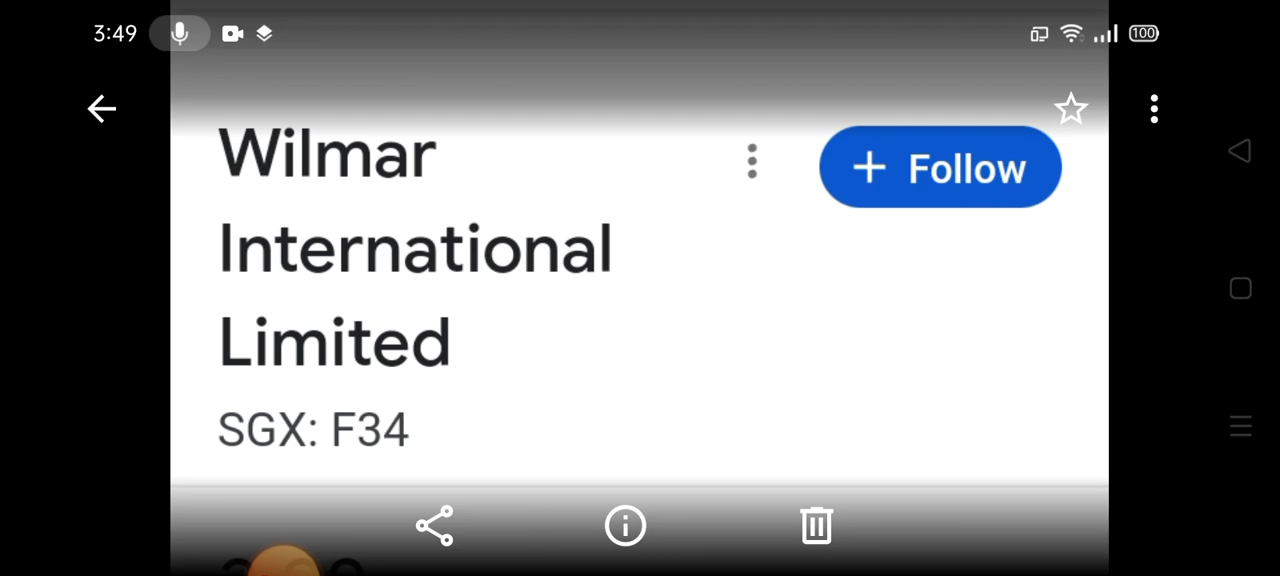 3:49
100
Wilmar
+ Follow
International
Limited
SGX: F34